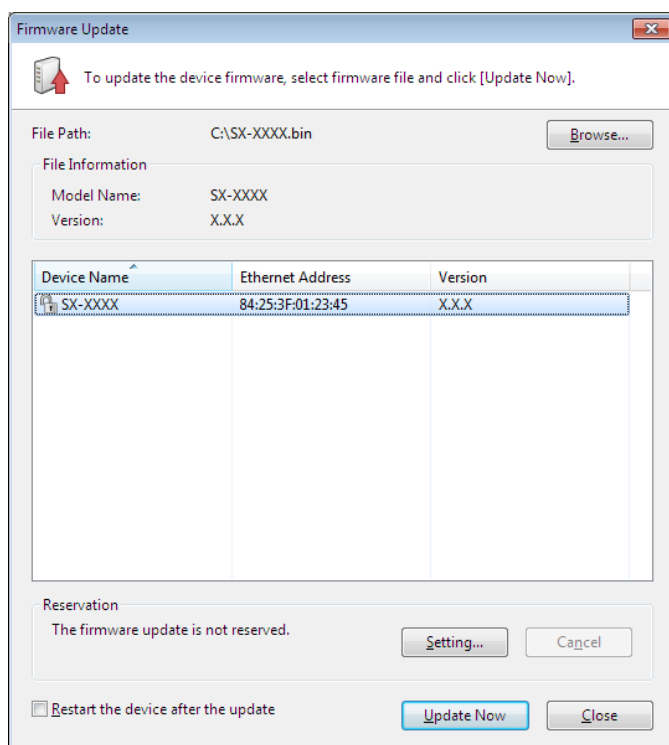 Firmware Update
To update the device firmware, select firmware file and click [Update Now].
File Path: C:\SX-XXXX.bin Browse...
File Information
Model Name: SX-XXXX
Version: X.X.X
Device Name Ethernet Address Version
SX-XXXX 84:25:3F:01:23:45 X.X.X
Reservation
The firmware update is not reserved.
Setting... Cancel
Restart the device after the update Update Now Close